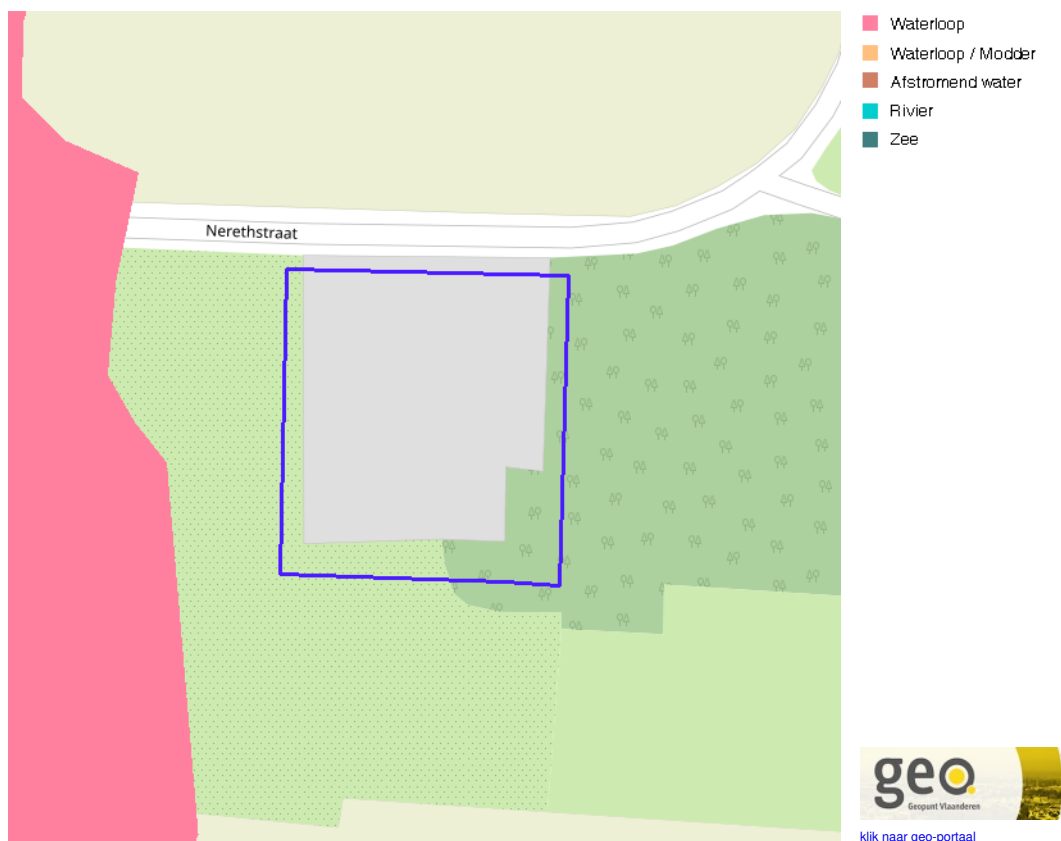 Waterloop
Waterloop / Modder
Afstromend water
Rivier
Zee
Nerethstraat
geo
Geopunt Vlaanderen
klik naar geo-portaal